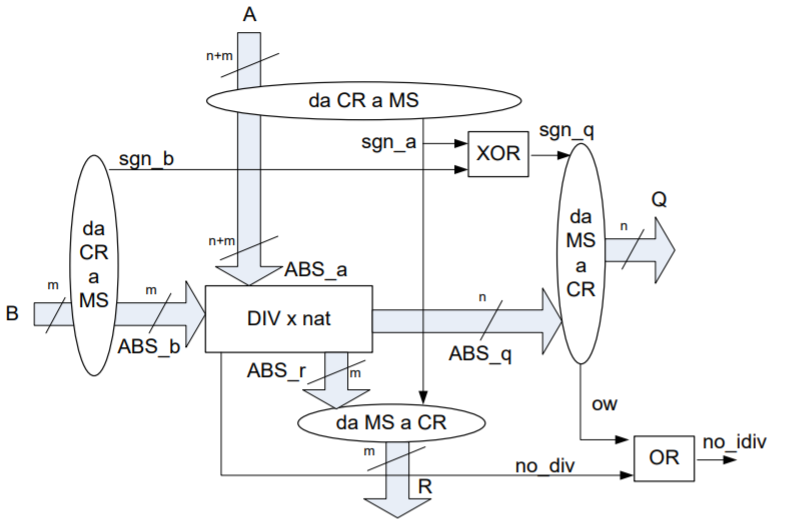 A
n+m
da CR a MS
sgn_a
XOR
sgn_q
sgn_b
da
CR
a
MS
da
MS
a
CR
Q
n
n+m
ABS_a
m
m
B
ABS_b
DIV x nat
n
ABS_q
ABS_r
m
da MS a CR
ow
m
no_div
OR
no_idiv
R